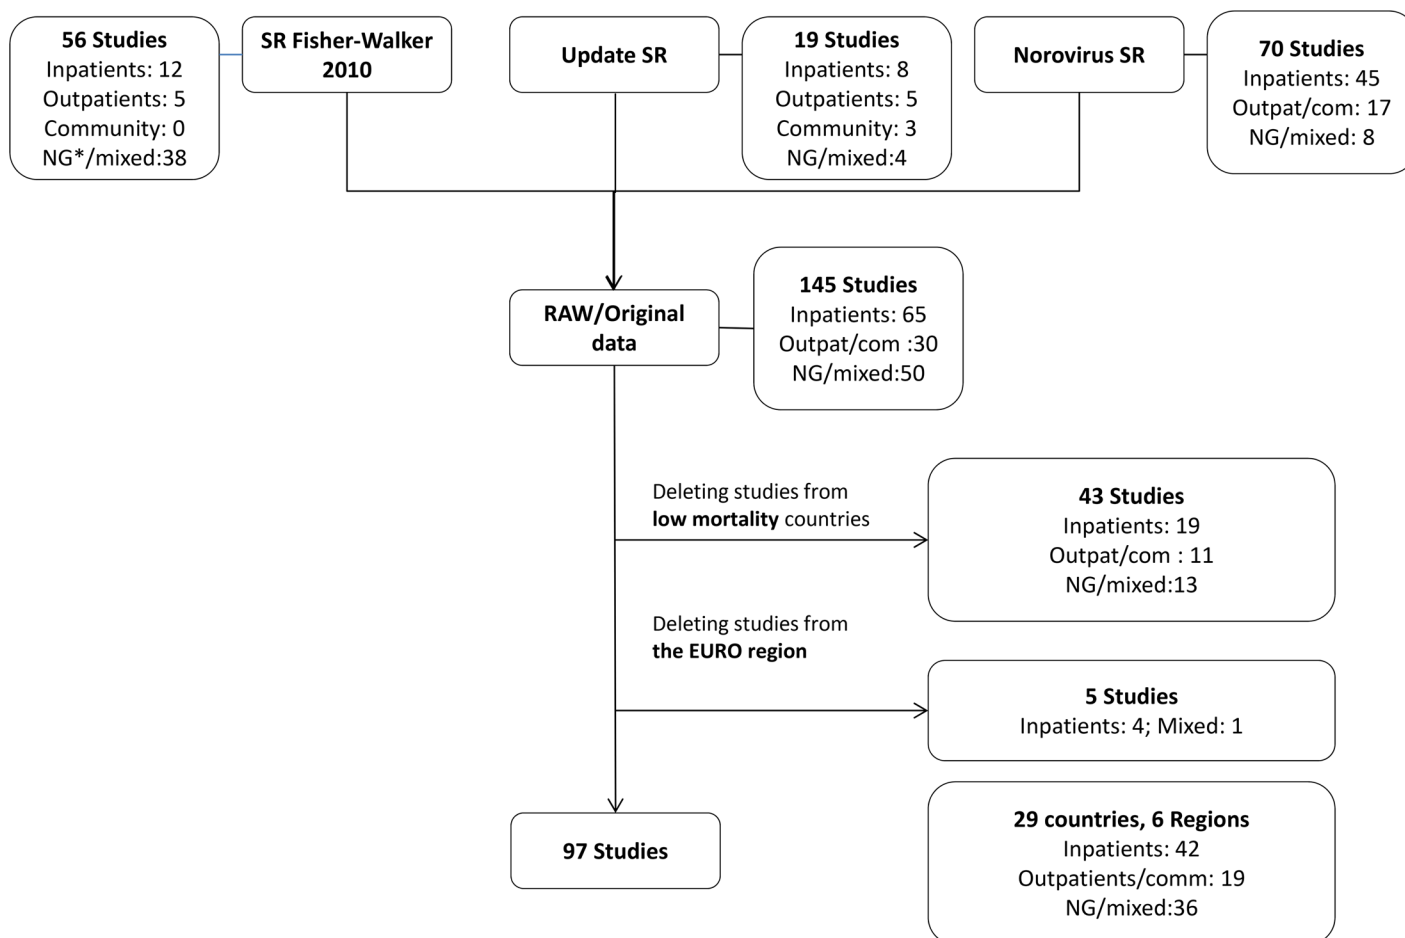 56 Studies
Inpatients: 12
Outpatients: 5
Community: 0
NG*/mixed:38
SR Fisher-Walker
2010
Update SR
19 Studies
Inpatients: 8
Outpatients: 5
Community: 3
NG/mixed:4
Norovirus SR
70 Studies
Inpatients: 45
Outpat/com: 17
NG/mixed: 8
RAW/Original
data
145 Studies
Inpatients: 65
Outpat/com :30
NG/mixed:50
Deleting studies from
low mortality countries
43 Studies
Inpatients: 19
Outpat/com : 11
NG/mixed:13
Deleting studies from
the EURO region
5 Studies
Inpatients: 4; Mixed: 1
97 Studies
29 countries, 6 Regions
Inpatients: 42
Outpatients/comm: 19
NG/mixed:36